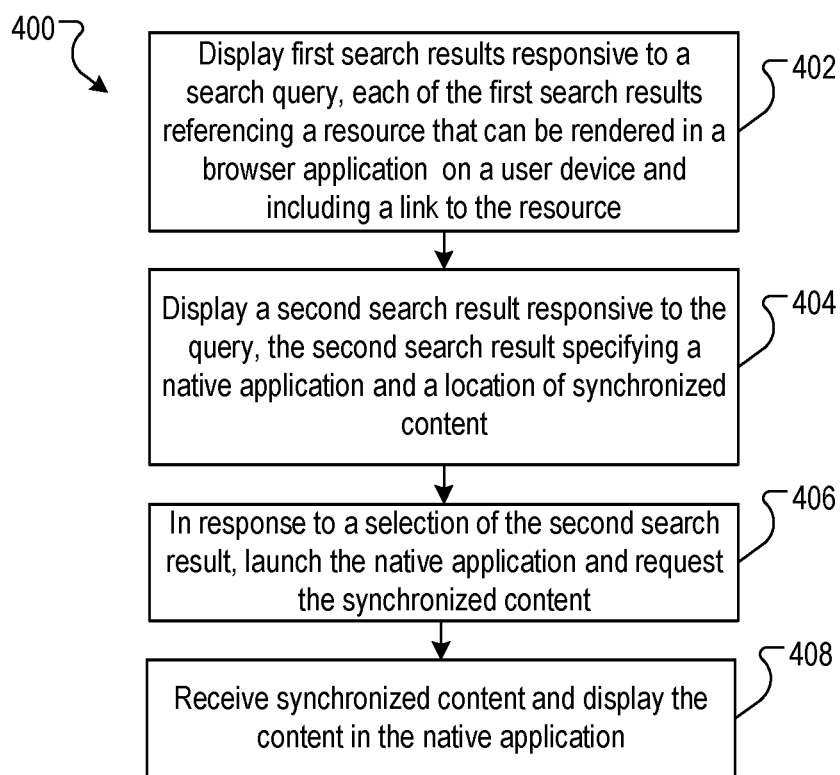 400
Display first search results responsive to a
search query, each of the first search results
referencing a resource that can be rendered in a
browser application on a user device and
including a link to the resource
402
Display a second search result responsive to the
query, the second search result specifying a
native application and a location of synchronized
content
404
In response to a selection of the second search
result, launch the native application and request
the synchronized content
406
Receive synchronized content and display the
content in the native application
408